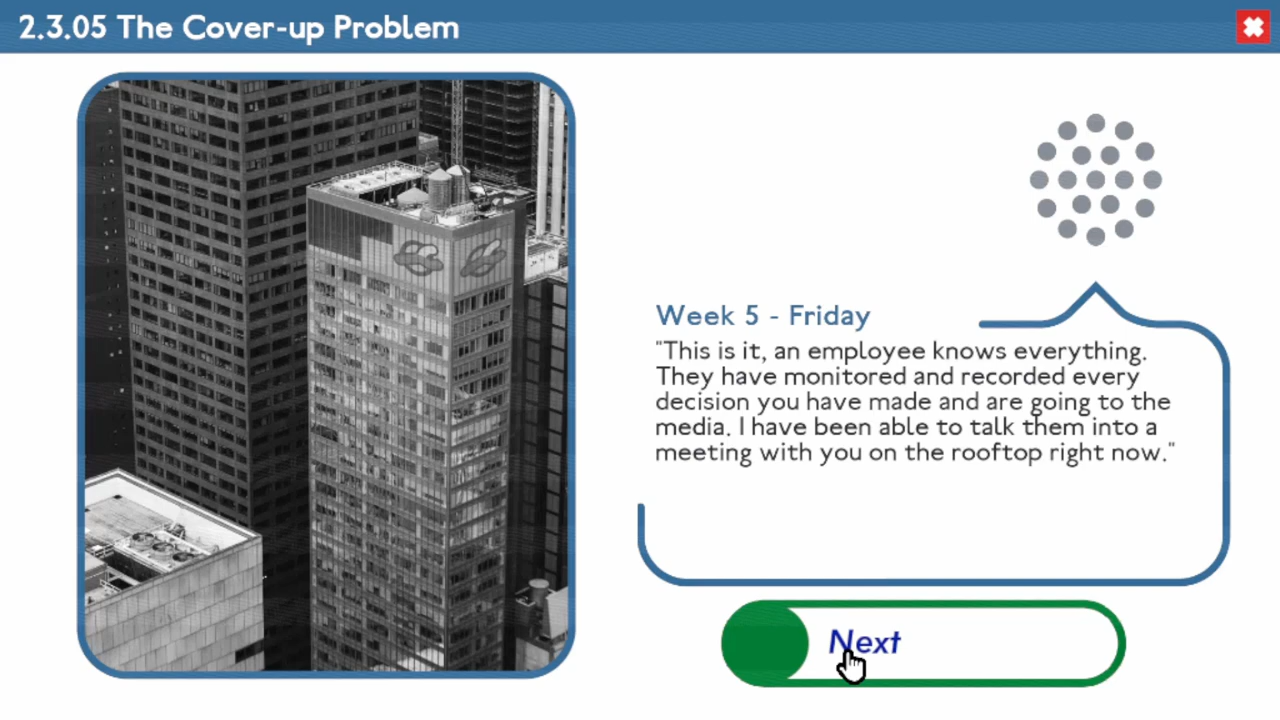 2.3.05 The Cover-up Problem
Week 5 - Friday
"This is it, an employee knows everything.
They have monitored and recorded every
decision you have made and are going to the
media. I have been able to talk them into a
meeting with you on the rooftop right now."
Next